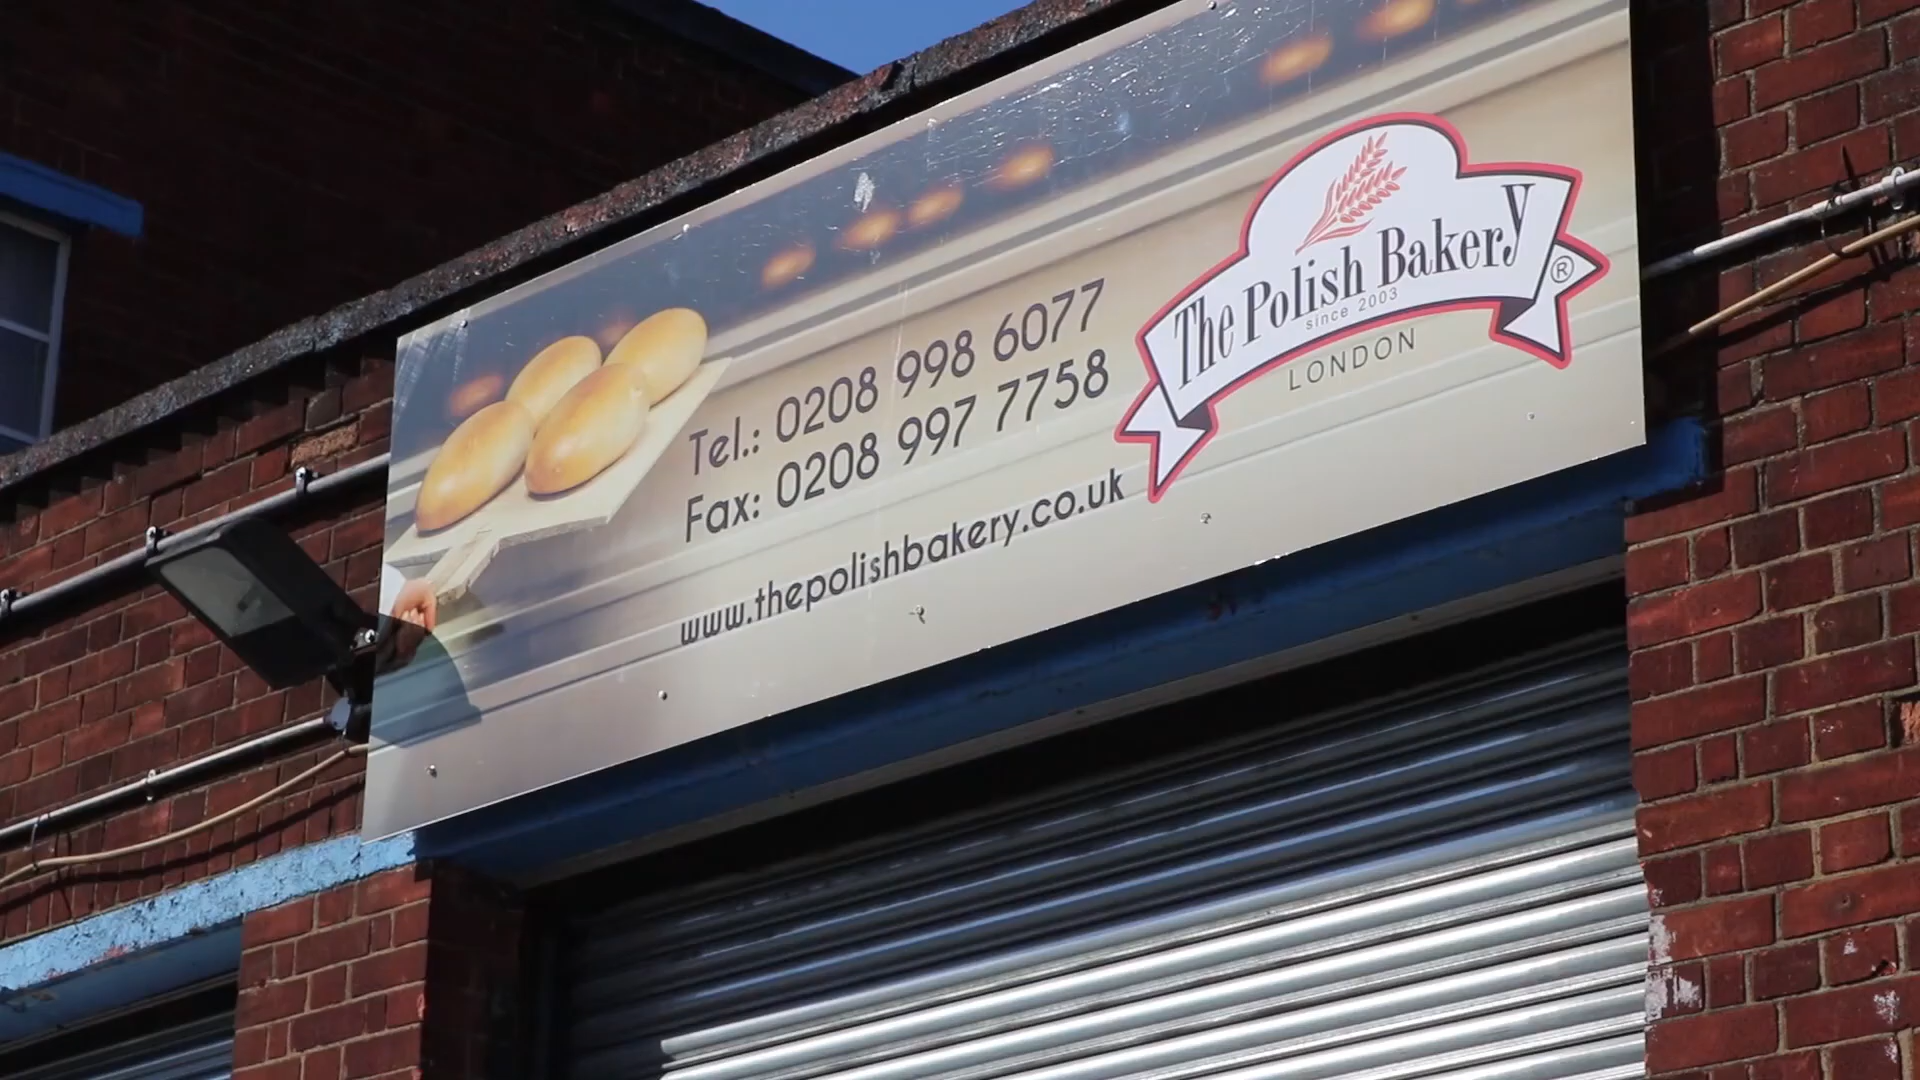 Tel.: 0208 998 6077
Fax: 0208 997 7758
www.thepolishbakery.co.uk
The Polish Bakery
since 2003
®
LONDON